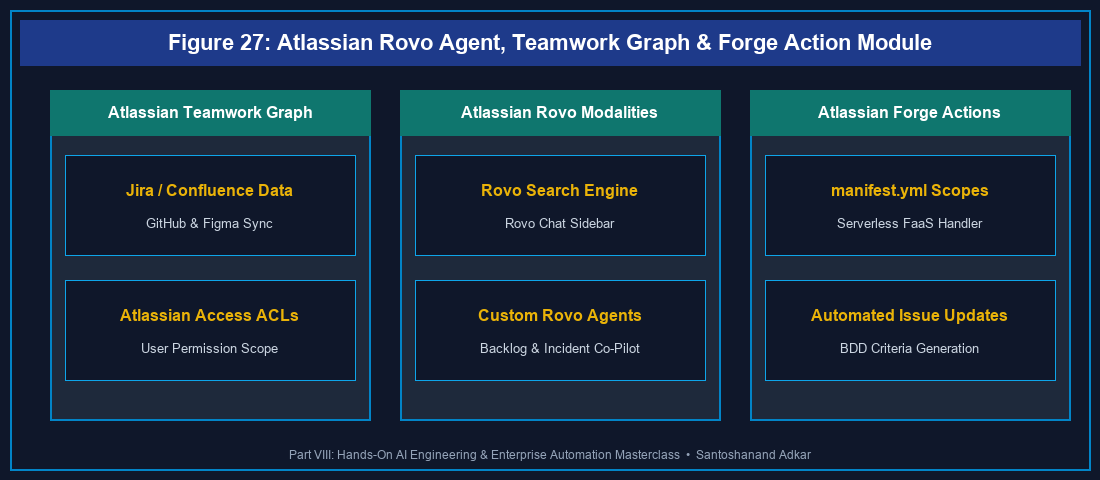 Figure 27: Atlassian Rovo Agent, Teamwork Graph & Forge Action Module
Atlassian Teamwork Graph
Jira / Confluence Data
GitHub & Figma Sync
Atlassian Access ACLs
User Permission Scope
Atlassian Rovo Modalities
Rovo Search Engine
Rovo Chat Sidebar
Custom Rovo Agents
Backlog & Incident Co-Pilot
Atlassian Forge Actions
manifest.yml Scopes
Serverless FaaS Handler
Automated Issue Updates
BDD Criteria Generation
Part VIII: Hands-On AI Engineering & Enterprise Automation Masterclass • Santoshanand Adkar